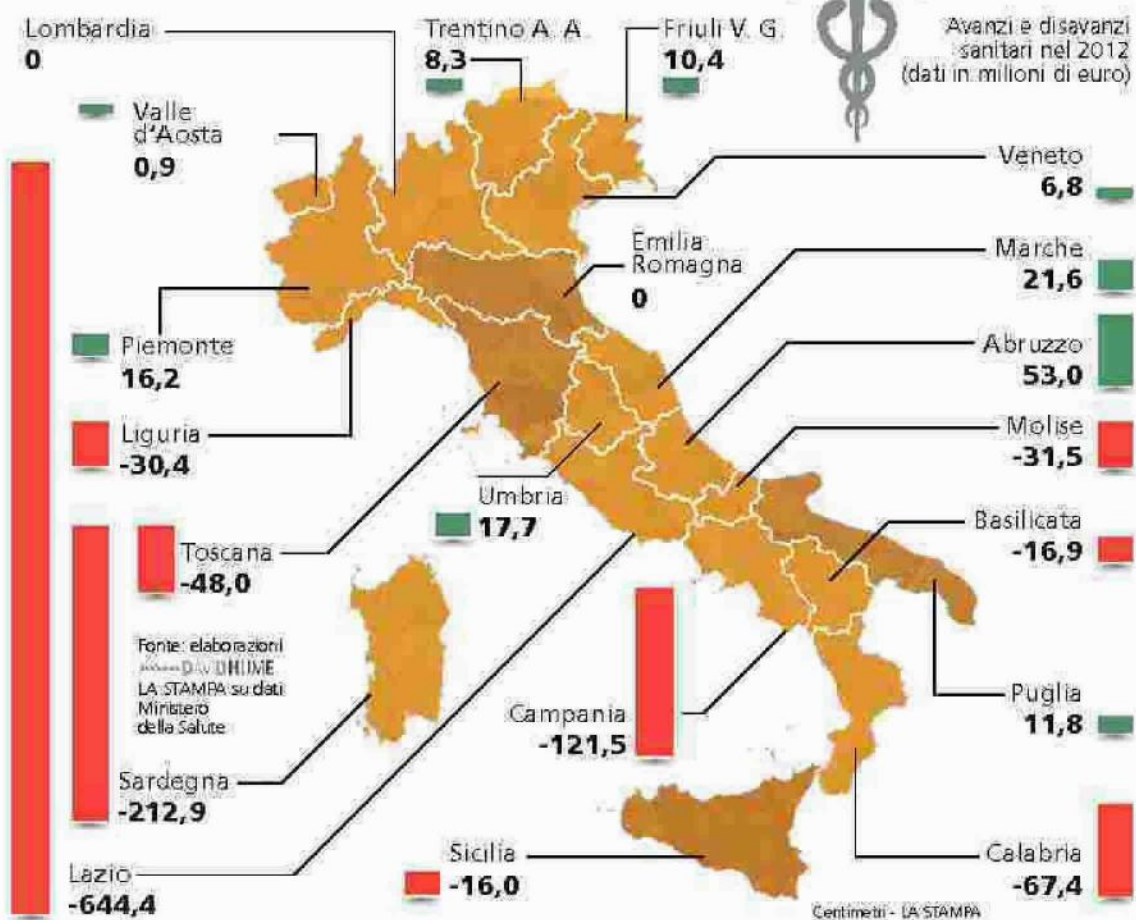 Avanzi e disavanzi
sanitari nel 2012
(dati in milioni di euro)
Lombardia
0
Trentino A. A.
8,3
Friuli V. G.
10,4
Valle
d'Aosta
0,9
Veneto
6,8
Emilia
Romagna
0
Marche
21,6
Piemonte
16,2
Abruzzo
53,0
Liguria
-30,4
Molise
-31,5
Umbria
17,7
Basilicata
-16,9
Toscana
-48,0
Fonte: elaborazioni
LA STAMPA su dati
Ministero
della Salute
Puglia
11,8
Campania
-121,5
Sardegna
-212,9
Sicilia
-16,0
Calabria
-67,4
Lazio
-644,4
Centimetri - LA STAMPA